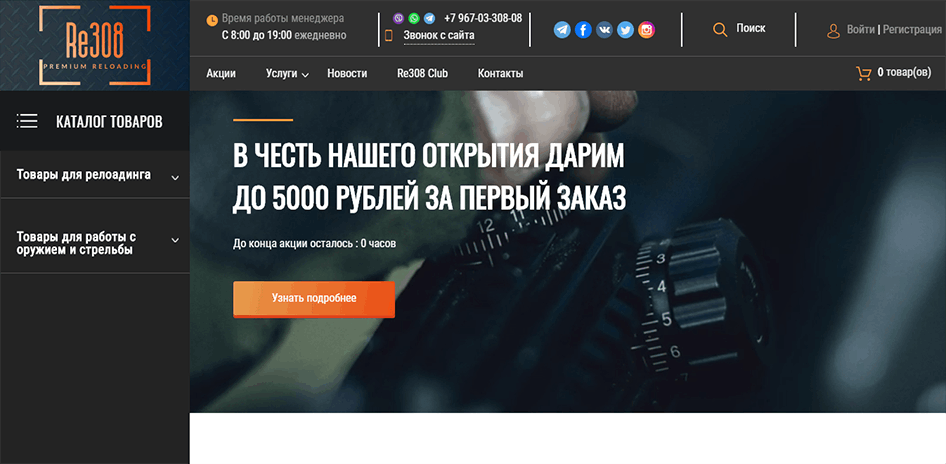 Re308
PREMIUM RELOADING
Время работы менеджера
С 8:00 до 19:00 ежедневно
+7 967-03-308-08
Звонок с сайта
Поиск
Войти | Регистрация
Акции
Услуги
Новости
Re308 Club
Контакты
0 товар(ов)
КАТАЛОГ ТОВАРОВ
Товары для релоадинга
Товары для работы с
оружием и стрельбы
В ЧЕСТЬ НАШЕГО ОТКРЫТИЯ ДАРИМ
ДО 5000 РУБЛЕЙ ЗА ПЕРВЫЙ ЗАКАЗ
До конца акции осталось : 0 часов
Узнать подробнее
11
12
3
4
5
6